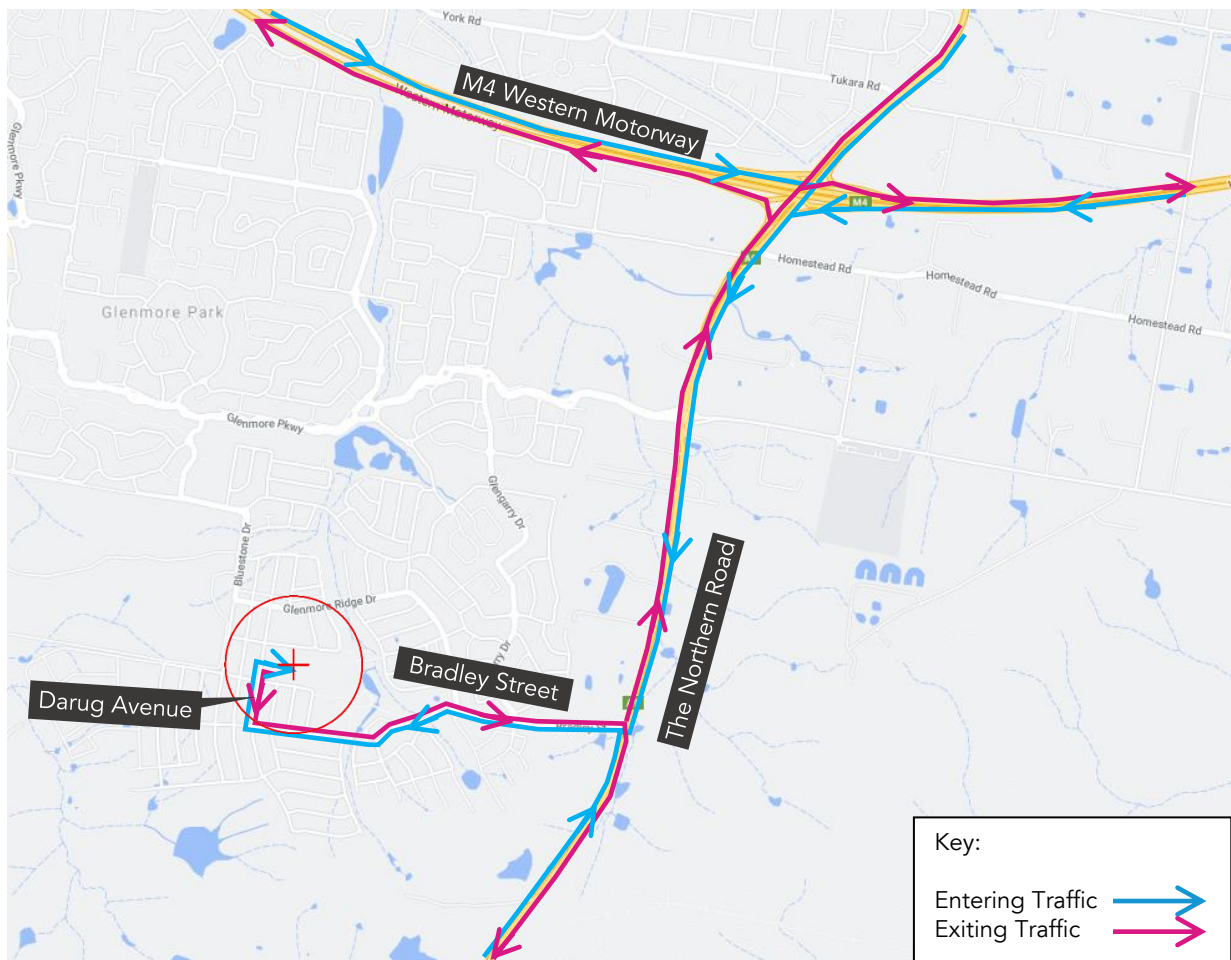 York Rd
Tukara Rd
M4 Western Motorway
Western Motorway
Glenmore Pkwy
M4
Homestead Rd
Homestead Rd
Homestead Rd
Glenmore Park
Glenmore Pkwy
Glengarry Dr
Bluestone Dr
The Northern Road
Glenmore Ridge Dr
Bradley Street
Darug Avenue
Key:
Entering Traffic
Exiting Traffic